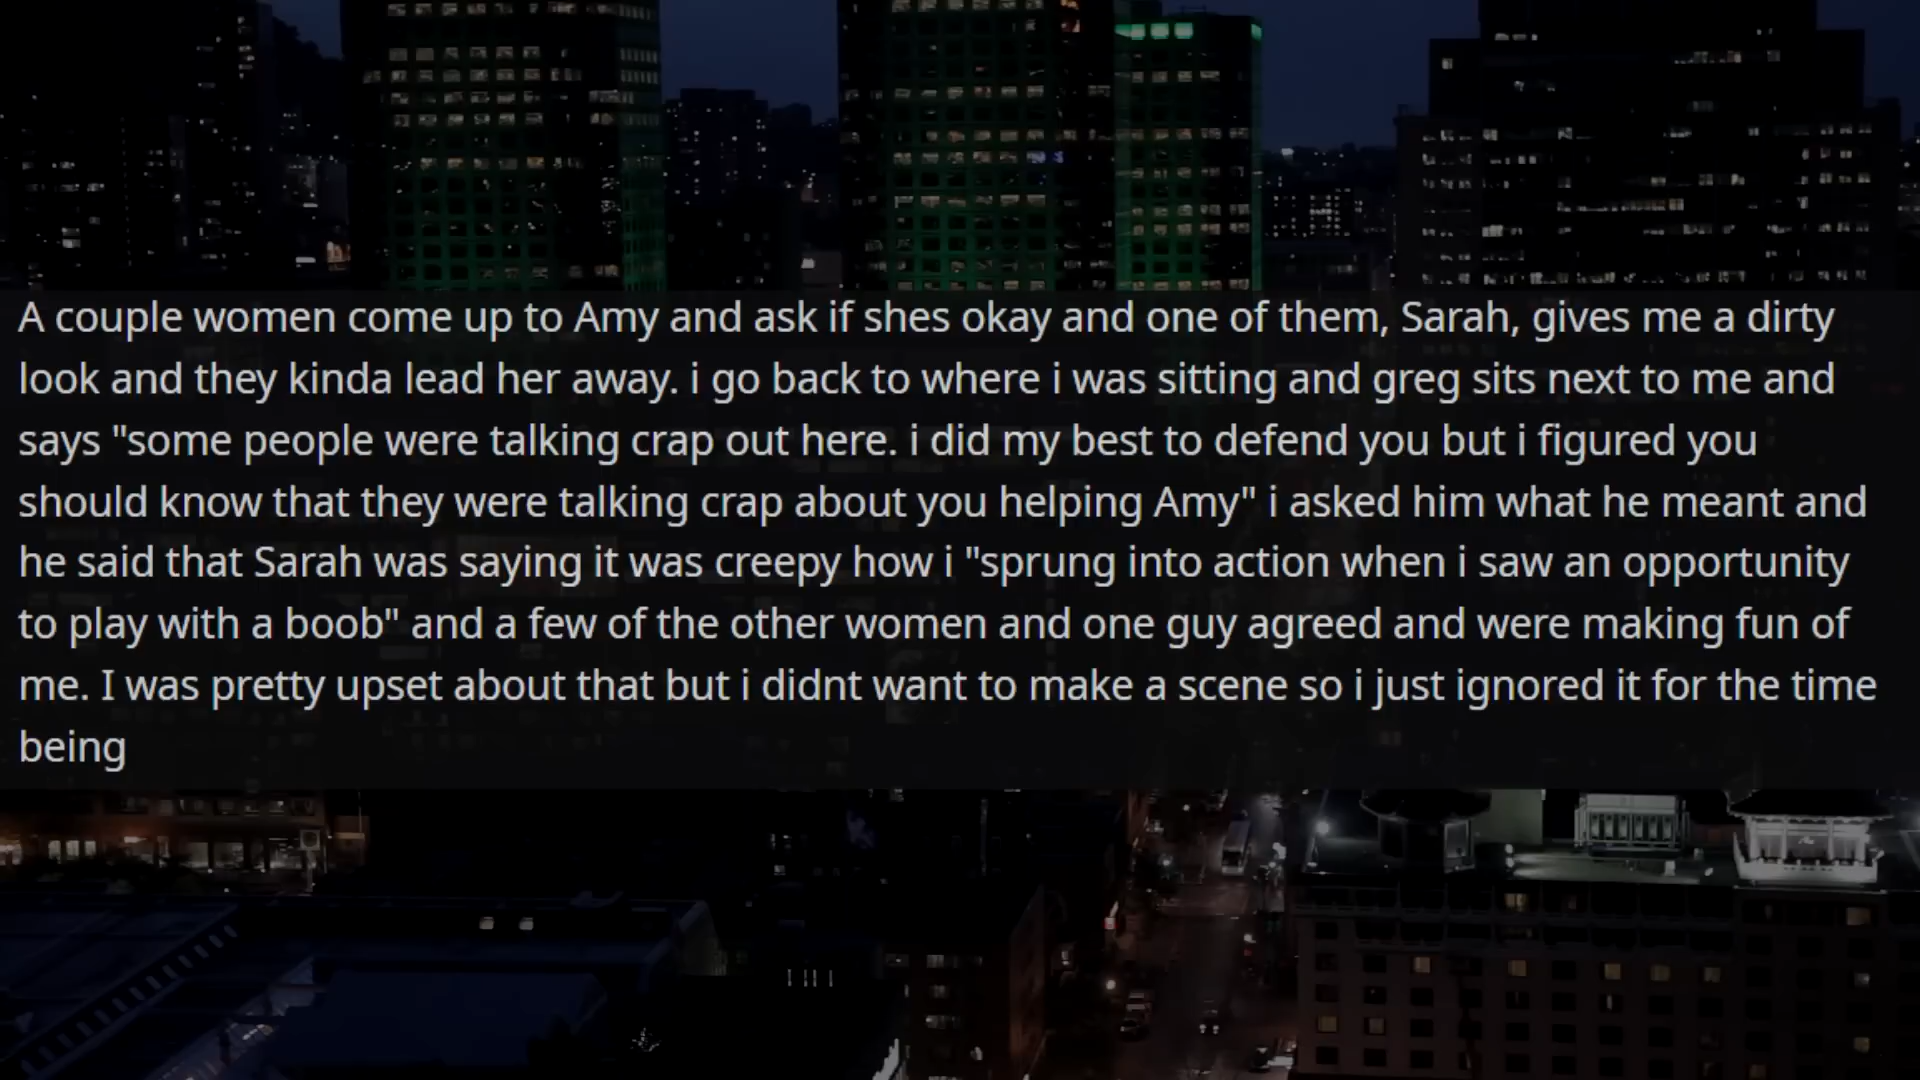 A couple women come up to Amy and ask if shes okay and one of them, Sarah, gives me a dirty
look and they kinda lead her away. i go back to where i was sitting and greg sits next to me and
says "some people were talking crap out here. i did my best to defend you but i figured you
should know that they were talking crap about you helping Amy" i asked him what he meant and
he said that Sarah was saying it was creepy how i "sprung into action when i saw an opportunity
to play with a boob" and a few of the other women and one guy agreed and were making fun of
me. I was pretty upset about that but i didnt want to make a scene so i just ignored it for the time
being